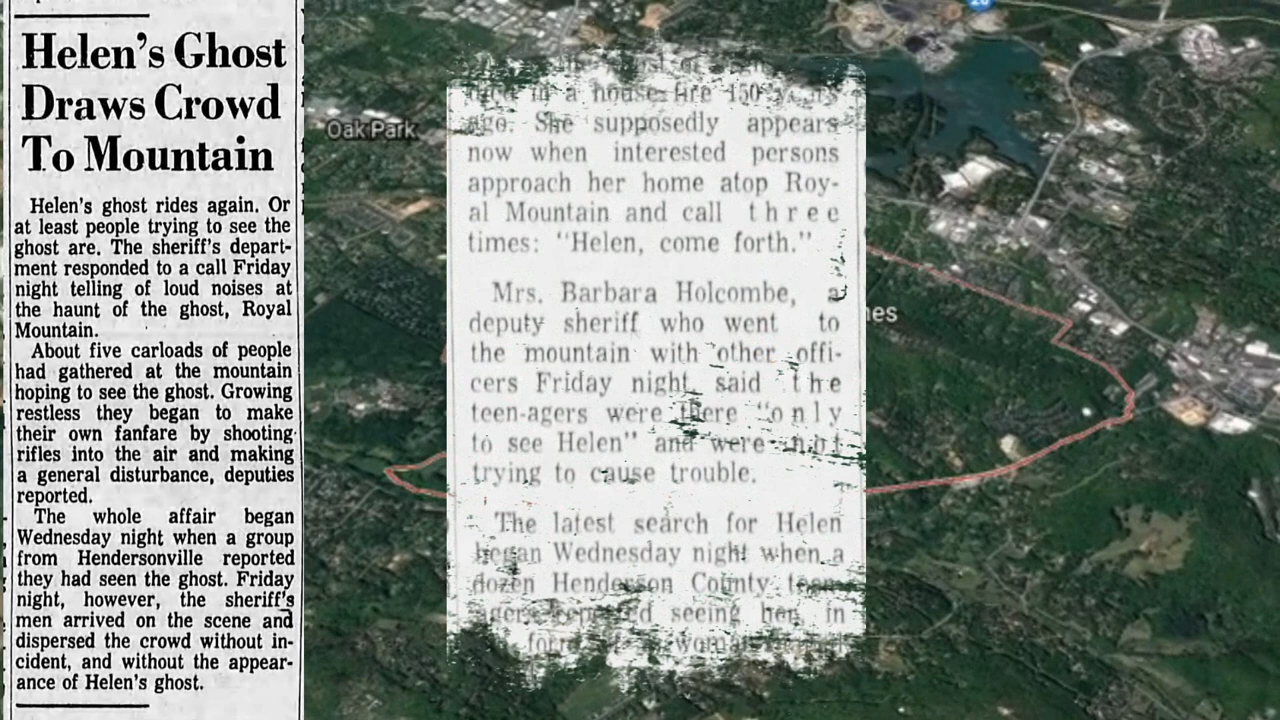 Helen's Ghost
Draws Crowd
To Mountain
Helen's ghost rides again. Or
at least people trying to see the
ghost are. The sheriff's depart-
ment responded to a call Friday
night telling of loud noises at
the haunt of the ghost, Royal
Mountain.
About five carloads of people
had gathered at the mountain
hoping to see the ghost. Growing
restless they began to make
their own fanfare by shooting
rifles into the air and making
a general disturbance, deputies
reported.
The whole affair began
Wednesday night when a group
from Hendersonville reported
they had seen the ghost. Friday
night, however, the sheriff's
men arrived on the scene and
dispersed the crowd without in-
cident, and without the appear-
ance of Helen's ghost.
in a house fire 150 years
ago. She supposedly appears
now when interested persons
approach her home atop Roy-
al Mountain and call three
times: "Helen, come forth."
Mrs. Barbara Holcombe, a
deputy sheriff who went to
the mountain with other offi-
cers Friday night, said the
teen-agers were there "only
to see Helen" and were not
trying to cause trouble.
The latest search for Helen
began Wednesday night when a
dozen Henderson County teen-
agers reported seeing her, in
woman
Oak Park
nes
26